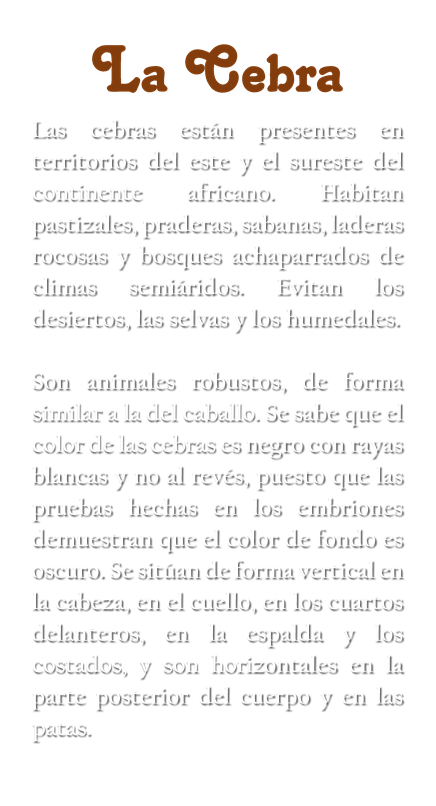 La Cebra
Las cebras están presentes en
territorios del este y el sureste del
continente africano. Habitan
pastizales, praderas, sabanas, laderas
rocosas y bosques achaparrados de
climas semiáridos. Evitan los
desiertos, las selvas y los humedales.
Son animales robustos, de forma
similar a la del caballo. Se sabe que el
color de las cebras es negro con rayas
blancas y no al revés, puesto que las
pruebas hechas en los embriones
demuestran que el color de fondo es
oscuro. Se sitúan de forma vertical en
la cabeza, en el cuello, en los cuartos
delanteros, en la espalda y los
costados, y son horizontales en la
parte posterior del cuerpo y en las
patas.